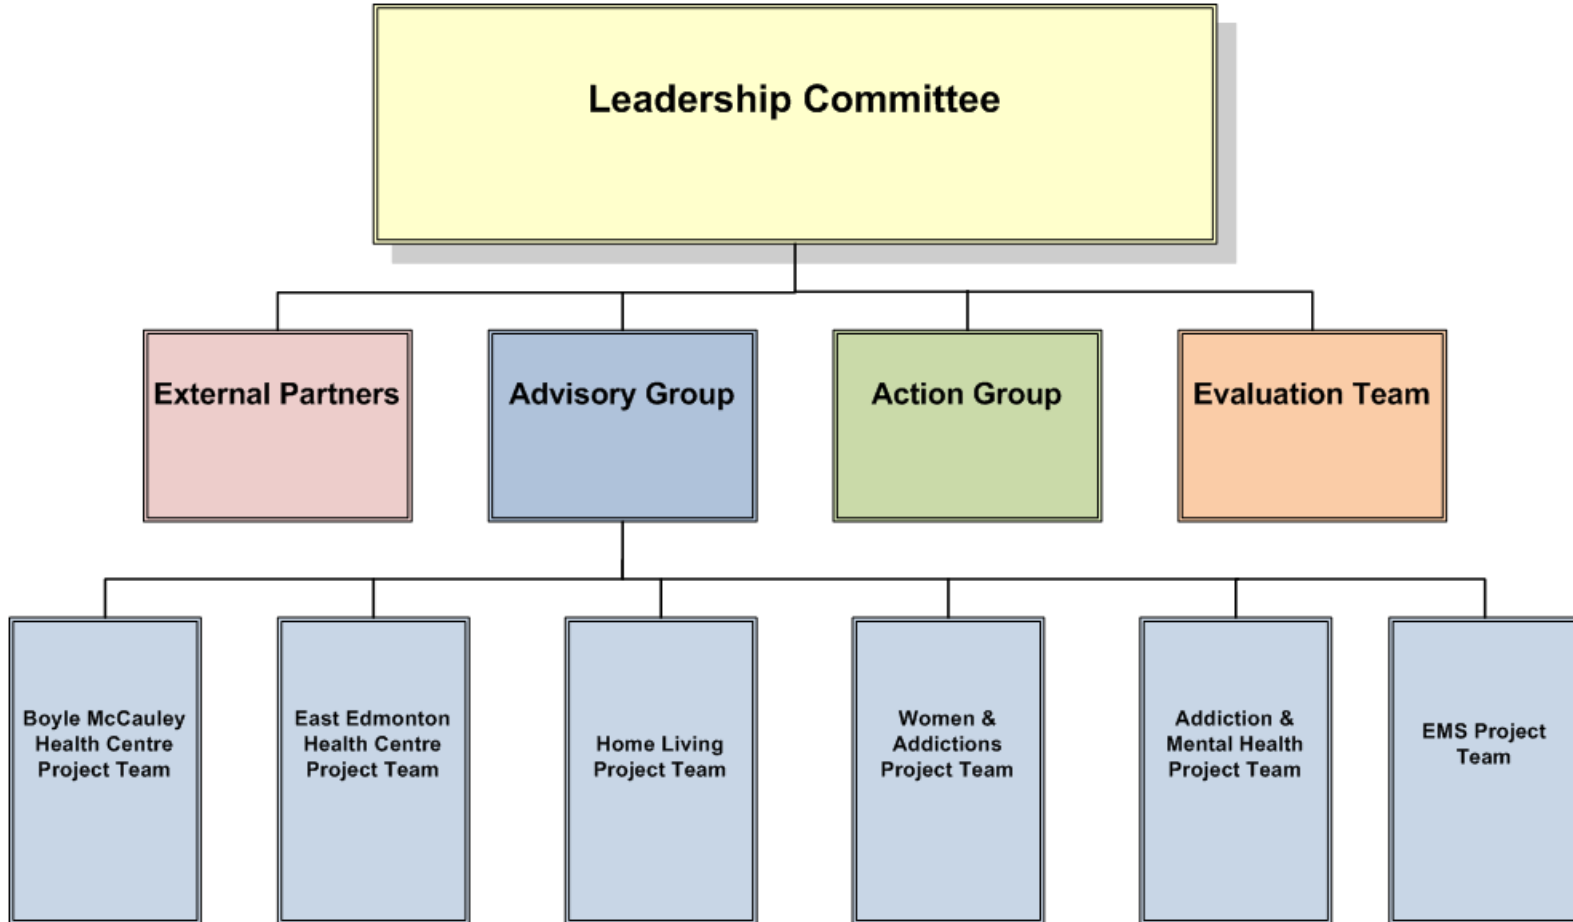 Leadership Committee
External Partners
Advisory Group
Action Group
Evaluation Team
Boyle McCauley
Health Centre
Project Team
East Edmonton
Health Centre
Project Team
Home Living
Project Team
Women &
Addictions
Project Team
Addiction &
Mental Health
Project Team
EMS Project
Team